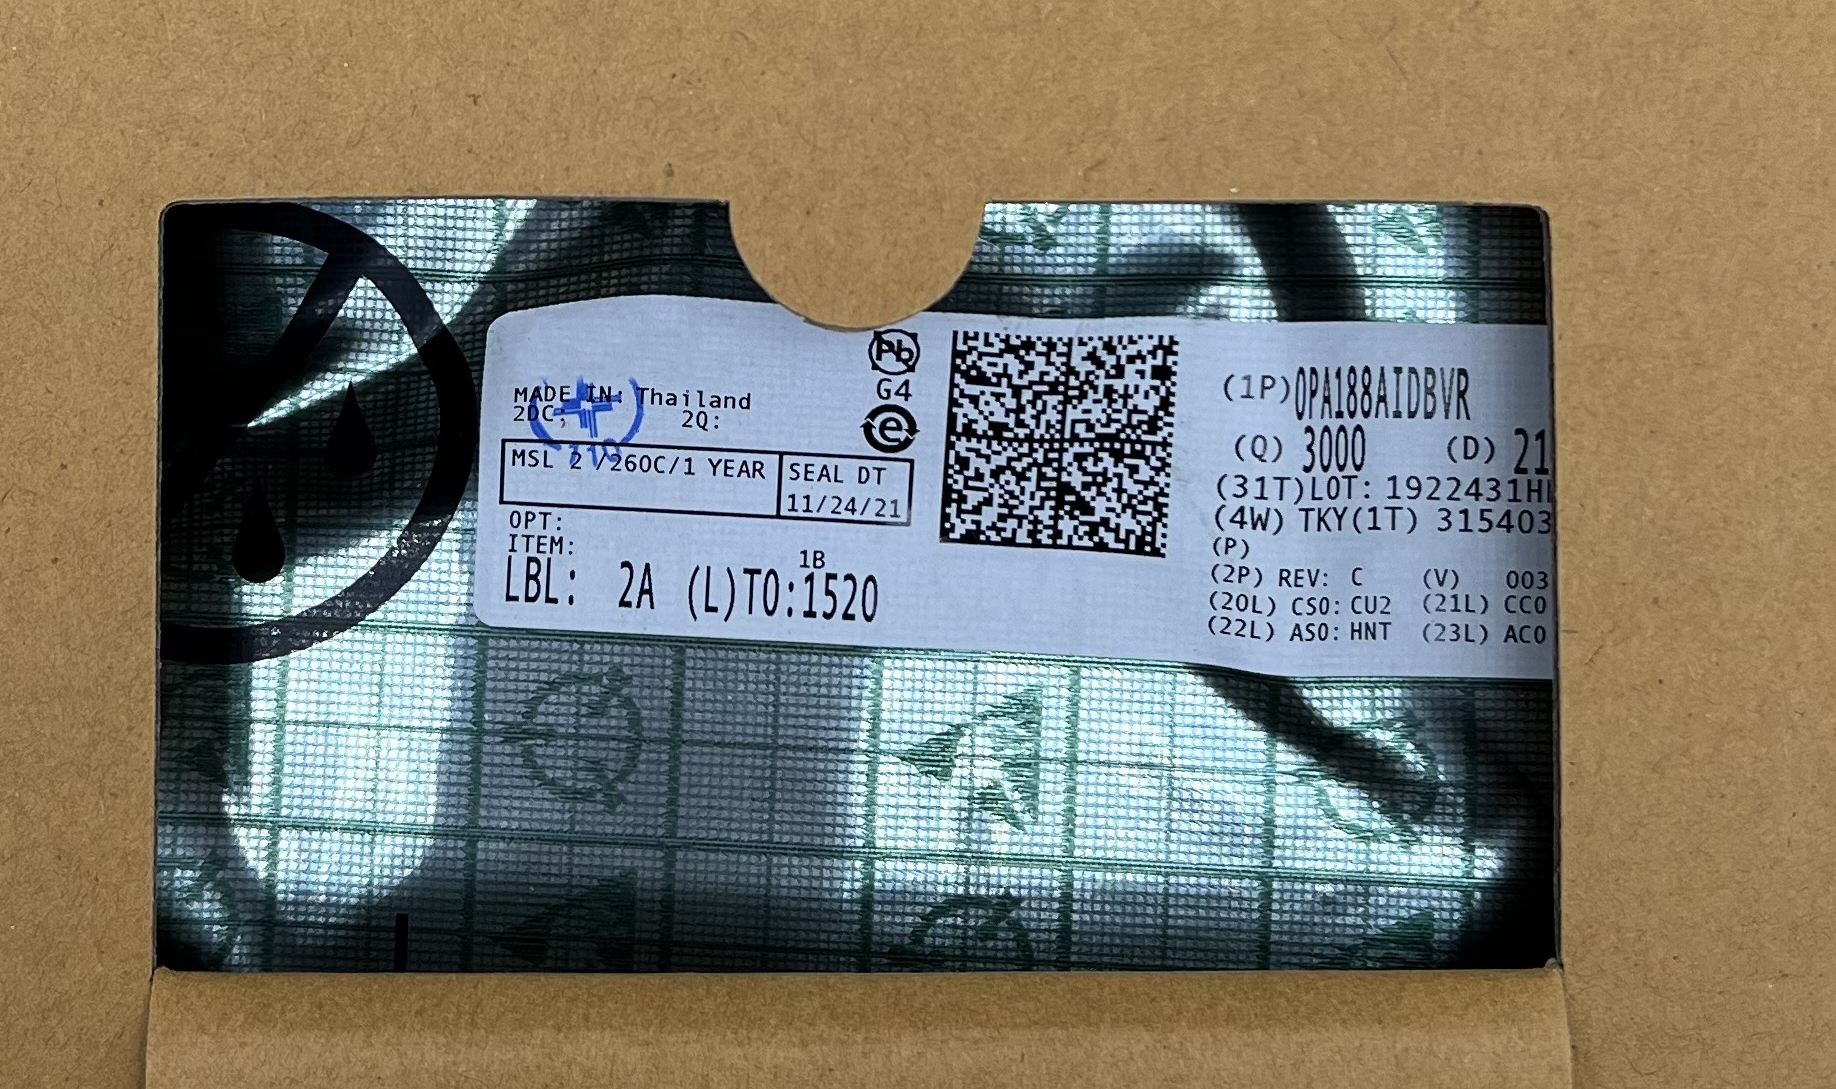 Pb
G4
e
MADE IN: Thailand
2DC: 2Q:
MSL 2 /260C/1 YEAR
SEAL DT
11/24/21
OPT:
ITEM:
1B
LBL: 2A (L)TO:1520
(1P)OPA188AIDBVR
(Q) 3000 (D) 21
(31T)LOT: 1922431H
(4W) TKY(1T) 315403
(P)
(2P) REV: C (V) 003
(20L) CSO: CU2 (21L) CCO
(22L) ASO: HNT (23L) ACO